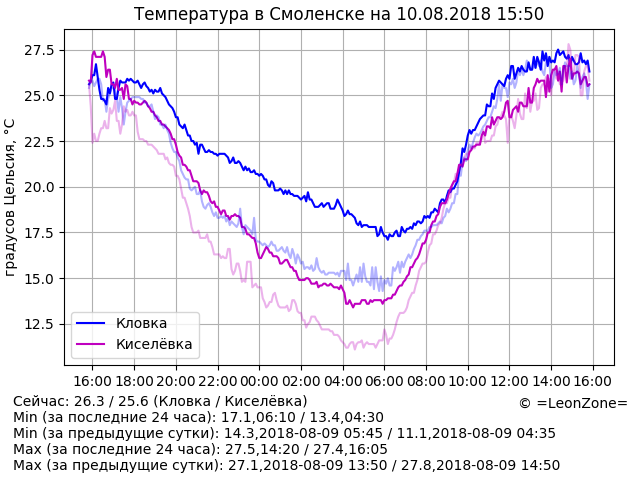 Температура в Смоленске на 10.08.2018 15:50
градусов Цельсия, °C
27.5
25.0
22.5
20.0
17.5
15.0
12.5
Кловка
Киселёвка
16:00 18:00 20:00 22:00 00:00 02:00 04:00 06:00 08:00 10:00 12:00 14:00 16:00
Сейчас: 26.3 / 25.6 (Кловка / Киселёвка)
© =LeonZone=
Min (за последние 24 часа): 17.1,06:10 / 13.4,04:30
Min (за предыдущие сутки): 14.3,2018-08-09 05:45 / 11.1,2018-08-09 04:35
Max (за последние 24 часа): 27.5,14:20 / 27.4,16:05
Max (за предыдущие сутки): 27.1,2018-08-09 13:50 / 27.8,2018-08-09 14:50